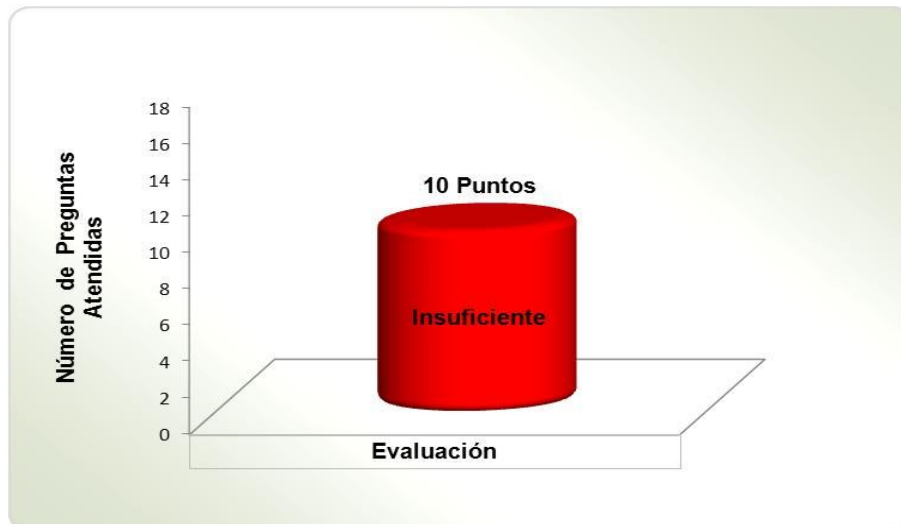 18
16
14
12
10
8
6
4
2
0
Número de Preguntas
Atendidas
10 Puntos
Insuficiente
Evaluación